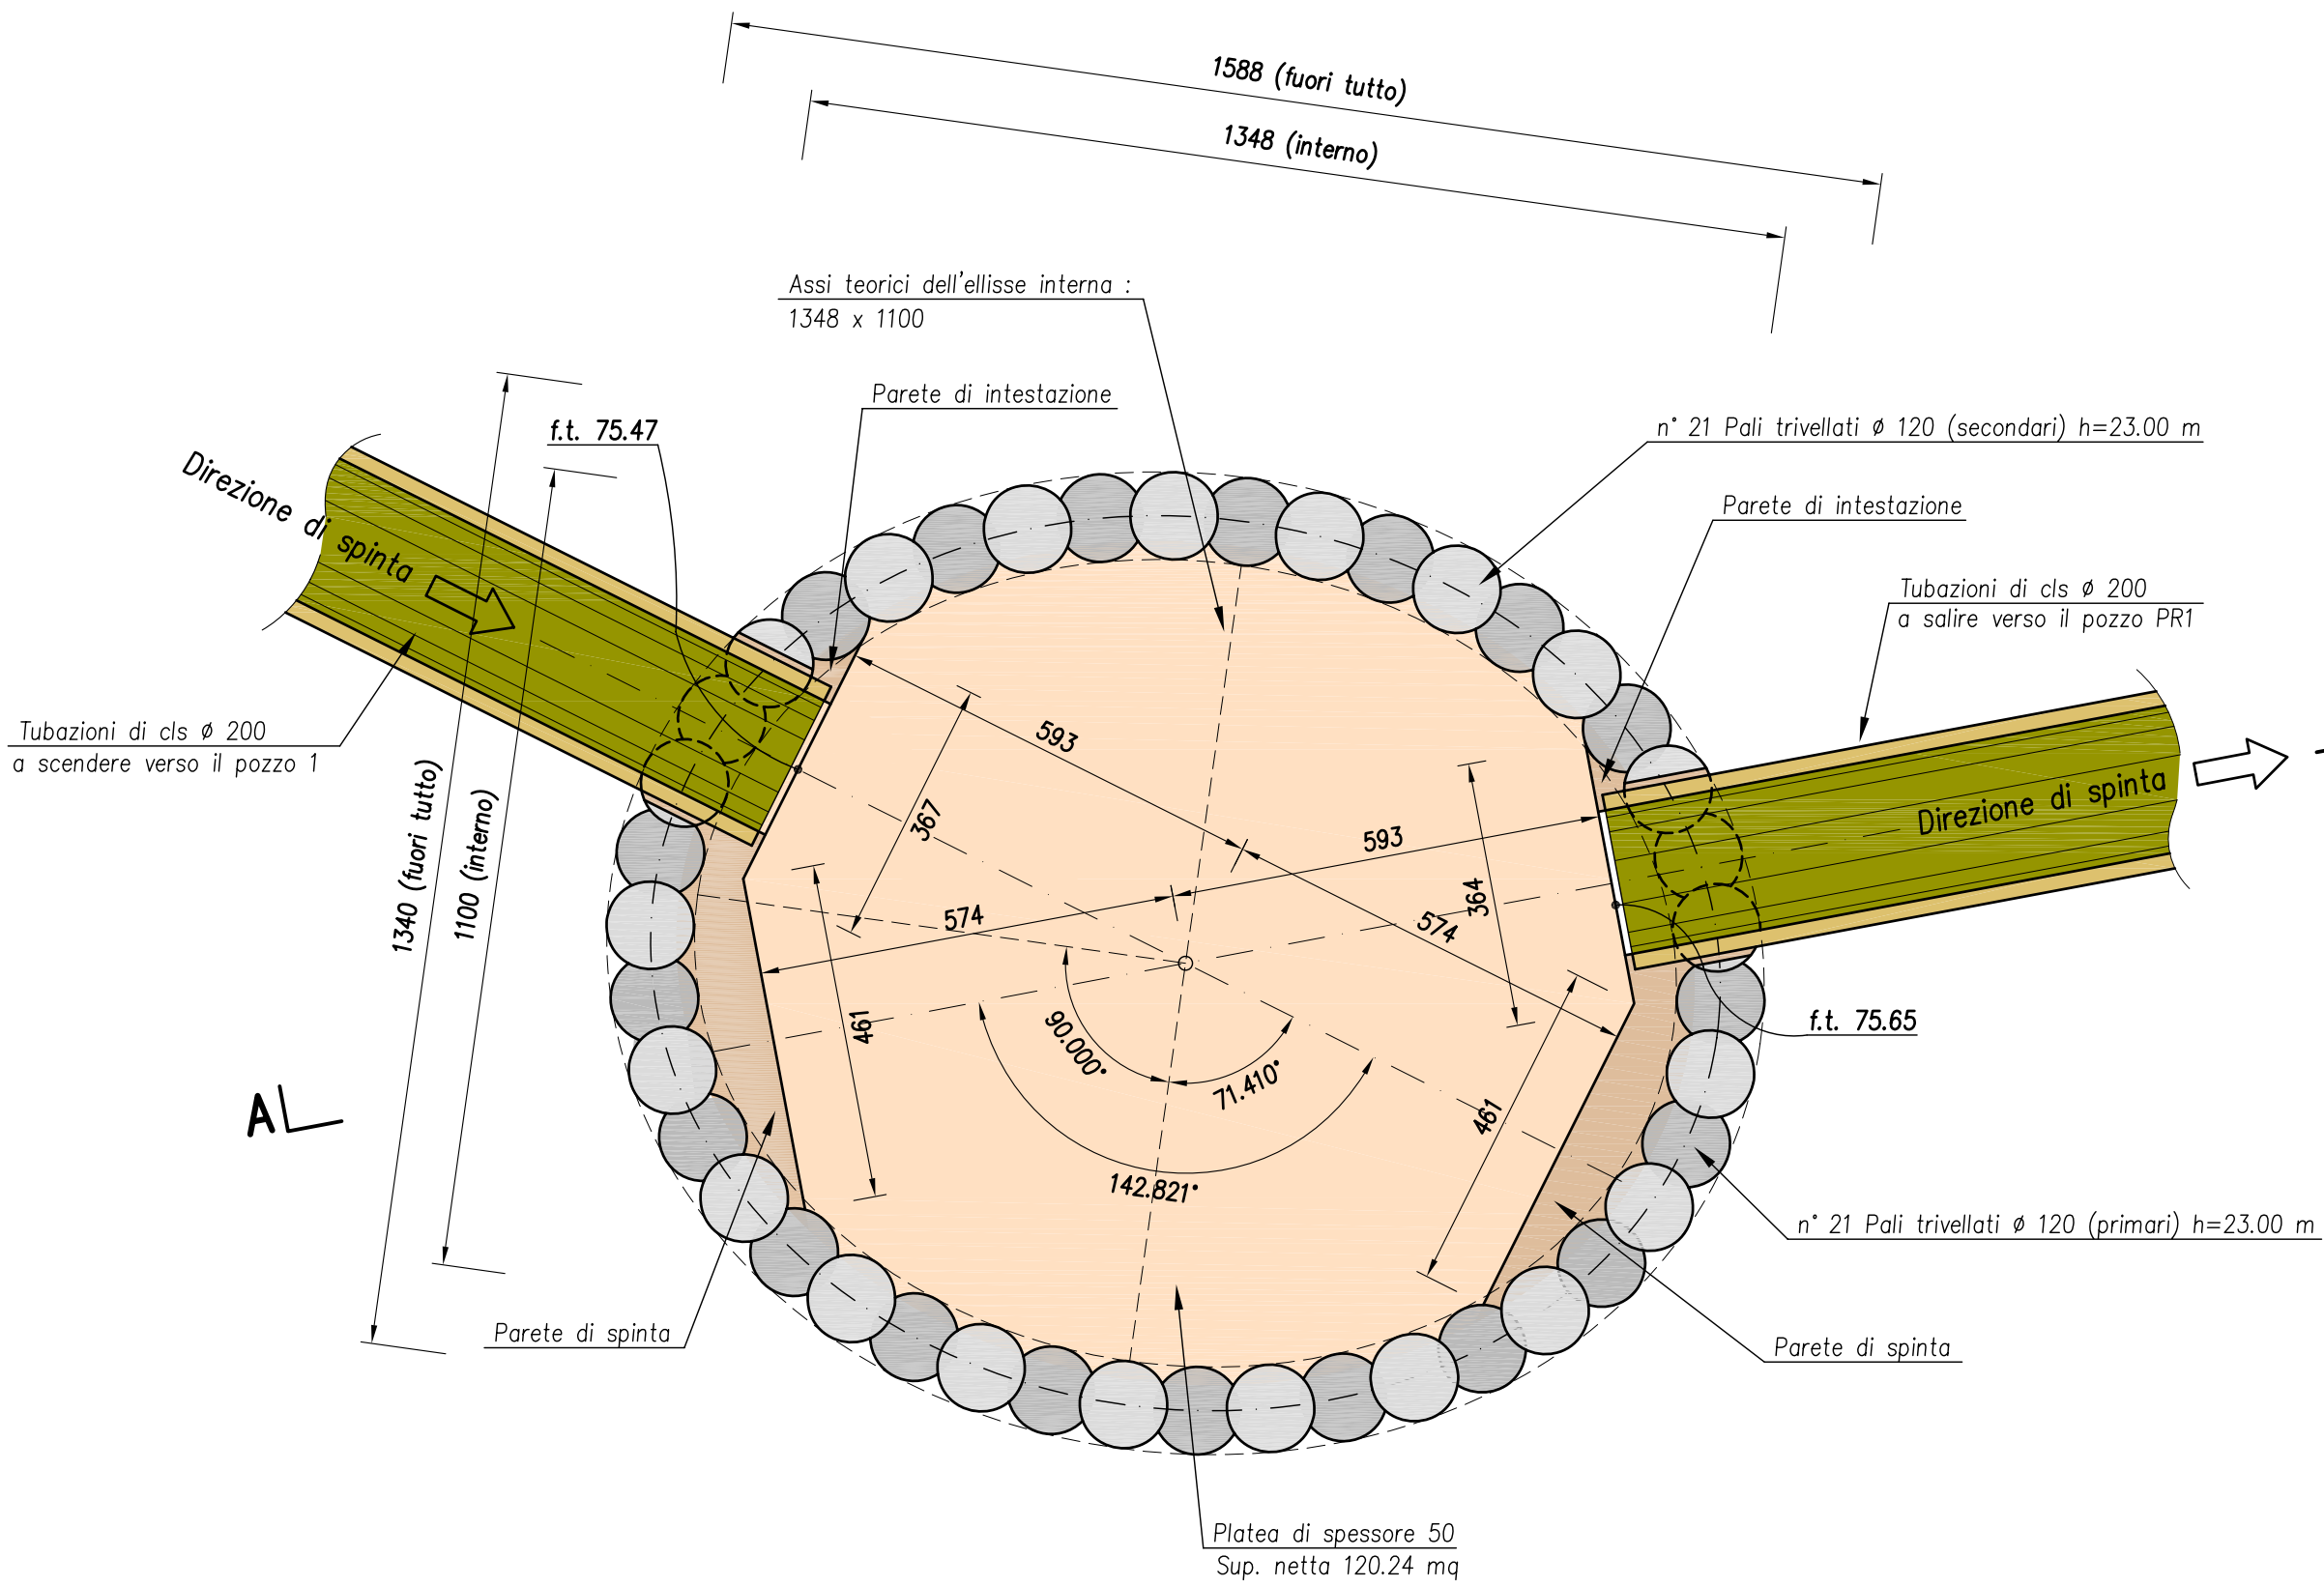 1588 (fuori tutto)
1348 (interno)
Assi teorici dell'ellisse interna :
1348 x 1100
Parete di intestazione
f.t. 75.47
n° 21 Pali trivellati ø 120 (secondari) h=23.00 m
Direzione di spinta
Parete di intestazione
Tubazioni di cls ø 200
a salire verso il pozzo PR1
Tubazioni di cls ø 200
a scendere verso il pozzo 1
593
367
593
364
Direzione di spinta
1340 (fuori tutto)
1100 (interno)
574
574
461
90.000°
71.410°
f.t. 75.65
A
461
142.821°
n° 21 Pali trivellati ø 120 (primari) h=23.00 m
Parete di spinta
Parete di spinta
Platea di spessore 50
Sup. netta 120.24 mq